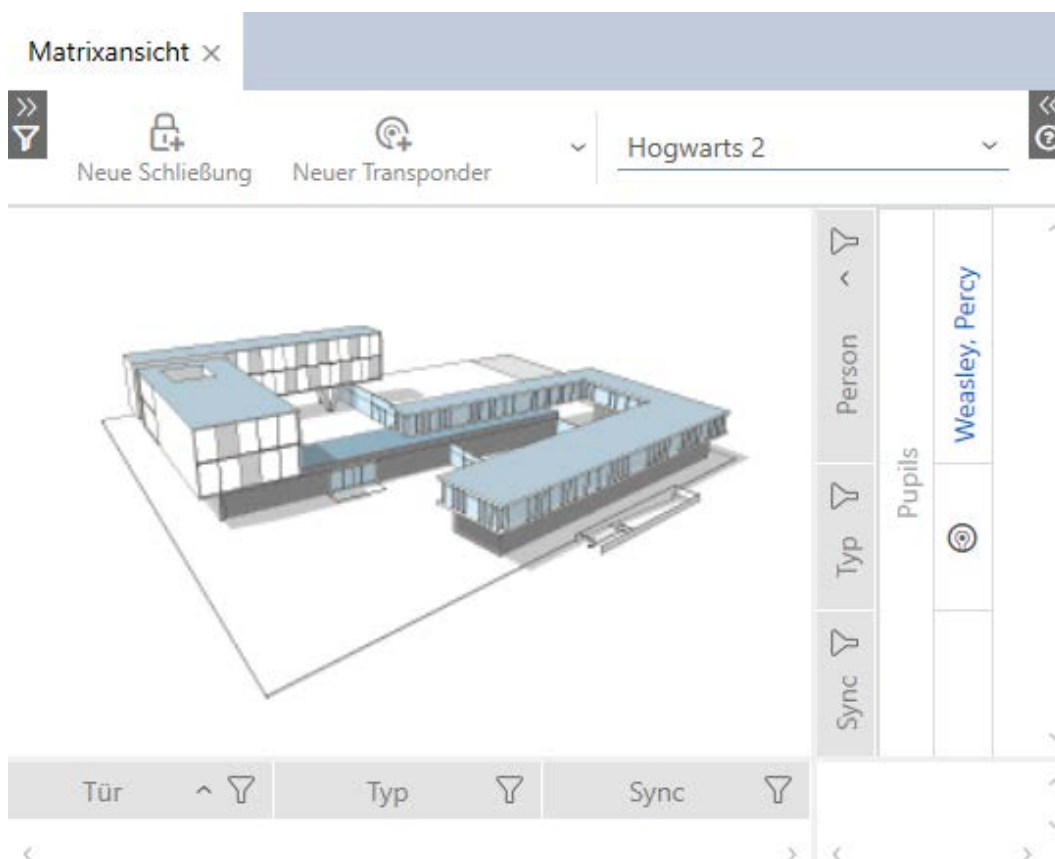 Matrixansicht
Neue Schließung
Neuer Transponder
Hogwarts 2
Person
Typ
Sync
Pupils
Weasley, Percy
Tür
Typ
Sync